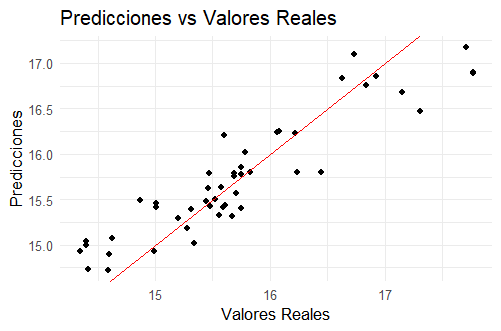 Predicciones vs Valores Reales
Predicciones
17.0
16.5
16.0
15.5
15.0
15
16
17
Valores Reales